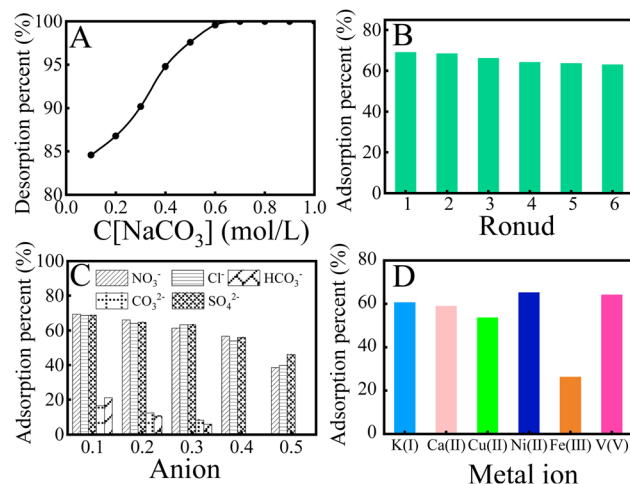 A
Desorption percent (%)
100
95
90
85
80
0.0 0.2 0.4 0.6 0.8 1.0
C[NaCO₃] (mol/L)
B
Adsorption percent (%)
80
60
40
20
0
1 2 3 4 5 6
Ronud
C
Adsorption percent (%)
100
80
60
40
20
0
NO₃⁻ Cl⁻ HCO₃⁻
CO₃²⁻ SO₄²⁻
0.1 0.2 0.3 0.4 0.5
Anion
D
Adsorption percent (%)
80
60
40
20
0
K(I) Ca(II) Cu(II) Ni(II) Fe(III) V(V)
Metal ion